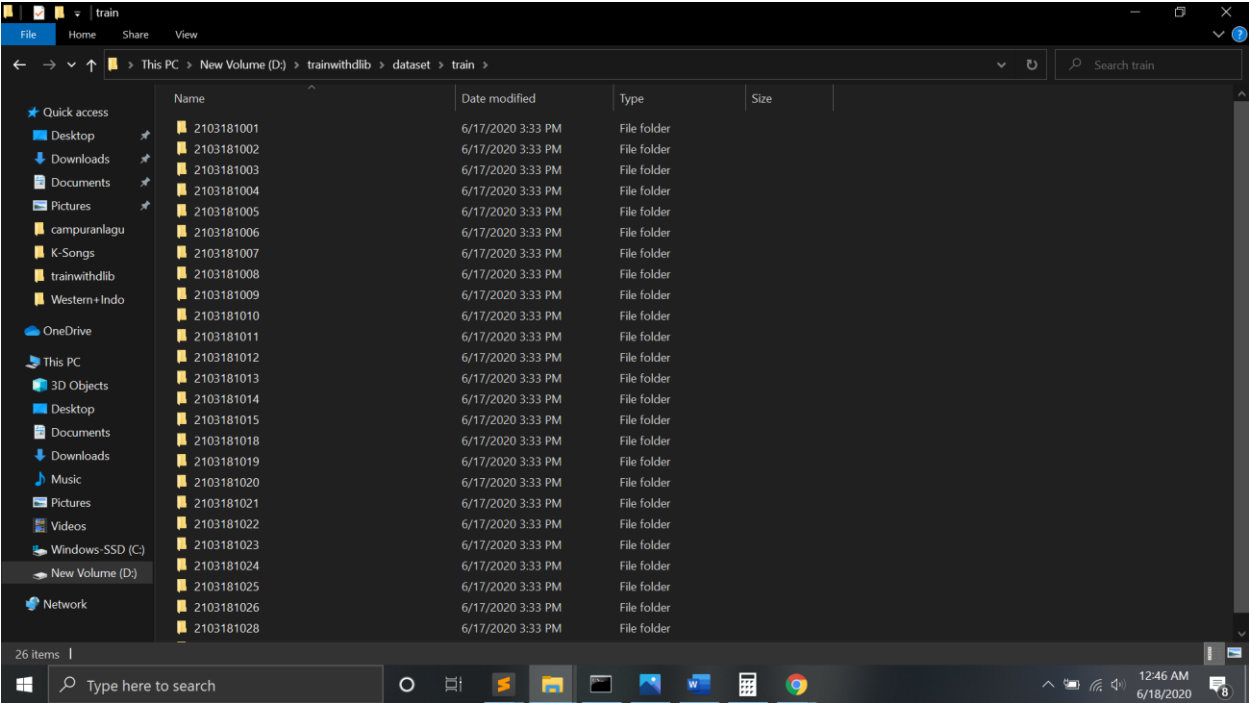 train
File Home Share View
This PC > New Volume (D:) > trainwithdlib > dataset > train >
Search train
Name Date modified Type Size
Quick access
Desktop
Downloads
Documents
Pictures
campuranlagu
K-Songs
trainwithdlib
Western+Indo
OneDrive
This PC
3D Objects
Desktop
Documents
Downloads
Music
Pictures
Videos
Windows-SSD (C:)
New Volume (D:)
Network
2103181001 6/17/2020 3:33 PM File folder
2103181002 6/17/2020 3:33 PM File folder
2103181003 6/17/2020 3:33 PM File folder
2103181004 6/17/2020 3:33 PM File folder
2103181005 6/17/2020 3:33 PM File folder
2103181006 6/17/2020 3:33 PM File folder
2103181007 6/17/2020 3:33 PM File folder
2103181008 6/17/2020 3:33 PM File folder
2103181009 6/17/2020 3:33 PM File folder
2103181010 6/17/2020 3:33 PM File folder
2103181011 6/17/2020 3:33 PM File folder
2103181012 6/17/2020 3:33 PM File folder
2103181013 6/17/2020 3:33 PM File folder
2103181014 6/17/2020 3:33 PM File folder
2103181015 6/17/2020 3:33 PM File folder
2103181018 6/17/2020 3:33 PM File folder
2103181019 6/17/2020 3:33 PM File folder
2103181020 6/17/2020 3:33 PM File folder
2103181021 6/17/2020 3:33 PM File folder
2103181022 6/17/2020 3:33 PM File folder
2103181023 6/17/2020 3:33 PM File folder
2103181024 6/17/2020 3:33 PM File folder
2103181025 6/17/2020 3:33 PM File folder
2103181026 6/17/2020 3:33 PM File folder
2103181028 6/17/2020 3:33 PM File folder
26 items
Type here to search
12:46 AM
6/18/2020
8